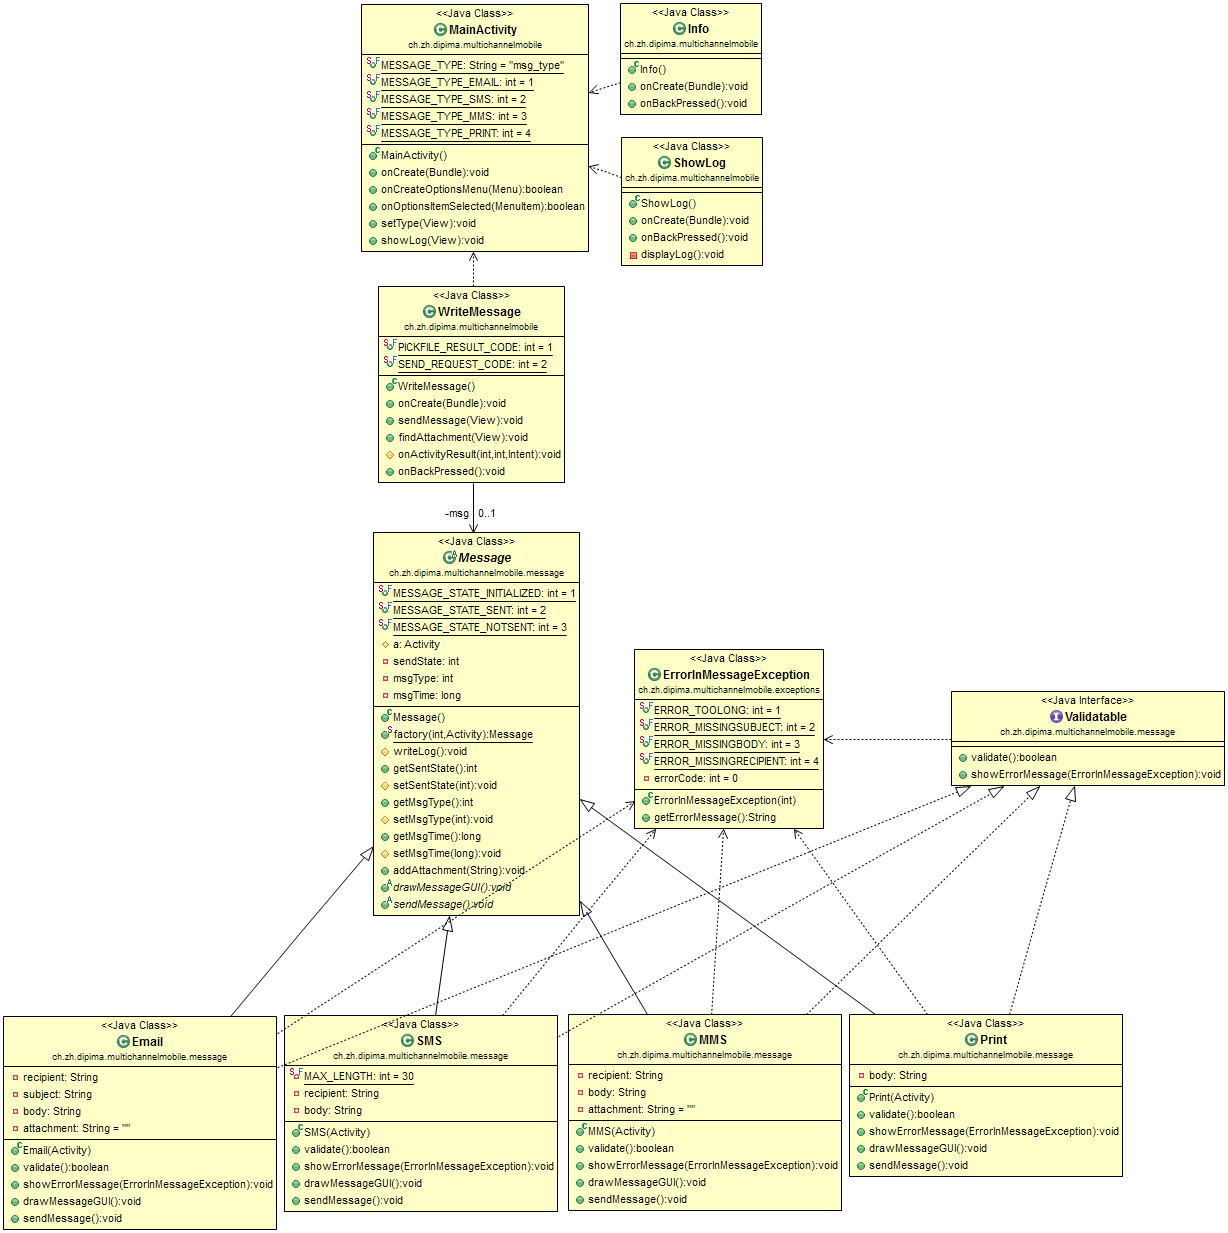 <<Java Class>>
MainActivity
ch.zh.dipima.multichannelmobile
MESSAGE_TYPE: String = "msg_type"
MESSAGE_TYPE_EMAIL: int = 1
MESSAGE_TYPE_SMS: int = 2
MESSAGE_TYPE_MMS: int = 3
MESSAGE_TYPE_PRINT: int = 4
MainActivity()
onCreate(Bundle):void
onCreateOptionsMenu(Menu):boolean
onOptionsItemSelected(MenuItem):boolean
setType(View):void
showLog(View):void
<<Java Class>>
Info
ch.zh.dipima.multichannelmobile
Info()
onCreate(Bundle):void
onBackPressed():void
<<Java Class>>
ShowLog
ch.zh.dipima.multichannelmobile
ShowLog()
onCreate(Bundle):void
onBackPressed():void
displayLog():void
<<Java Class>>
WriteMessage
ch.zh.dipima.multichannelmobile
PICKFILE_RESULT_CODE: int = 1
SEND_REQUEST_CODE: int = 2
WriteMessage()
onCreate(Bundle):void
sendMessage(View):void
findAttachment(View):void
onActivityResult(int,int,Intent):void
onBackPressed():void
-msg 0..1
<<Java Class>>
Message
ch.zh.dipima.multichannelmobile.message
MESSAGE_STATE_INITIALIZED: int = 1
MESSAGE_STATE_SENT: int = 2
MESSAGE_STATE_NOTSENT: int = 3
a: Activity
sendState: int
msgType: int
msgTime: long
Message()
factory(int,Activity):Message
writeLog():void
getSentState():int
setSentState(int):void
getMsgType():int
setMsgType(int):void
getMsgTime():long
setMsgTime(long):void
addAttachment(String):void
drawMessageGUI():void
sendMessage():void
<<Java Class>>
ErrorInMessageException
ch.zh.dipima.multichannelmobile.exceptions
ERROR_TOOLONG: int = 1
ERROR_MISSINGSUBJECT: int = 2
ERROR_MISSINGBODY: int = 3
ERROR_MISSINGRECIPIENT: int = 4
errorCode: int = 0
ErrorInMessageException(int)
getErrorMessage():String
<<Java Interface>>
Validatable
ch.zh.dipima.multichannelmobile.message
validate():boolean
showErrorMessage(ErrorInMessageException):void
<<Java Class>>
Email
ch.zh.dipima.multichannelmobile.message
recipient: String
subject: String
body: String
attachment: String = ""
Email(Activity)
validate():boolean
showErrorMessage(ErrorInMessageException):void
drawMessageGUI():void
sendMessage():void
<<Java Class>>
SMS
ch.zh.dipima.multichannelmobile.message
MAX_LENGTH: int = 30
recipient: String
body: String
SMS(Activity)
validate():boolean
showErrorMessage(ErrorInMessageException):void
drawMessageGUI():void
sendMessage():void
<<Java Class>>
MMS
ch.zh.dipima.multichannelmobile.message
recipient: String
body: String
attachment: String = ""
MMS(Activity)
validate():boolean
showErrorMessage(ErrorInMessageException):void
drawMessageGUI():void
sendMessage():void
<<Java Class>>
Print
ch.zh.dipima.multichannelmobile.message
body: String
Print(Activity)
validate():boolean
showErrorMessage(ErrorInMessageException):void
drawMessageGUI():void
sendMessage():void